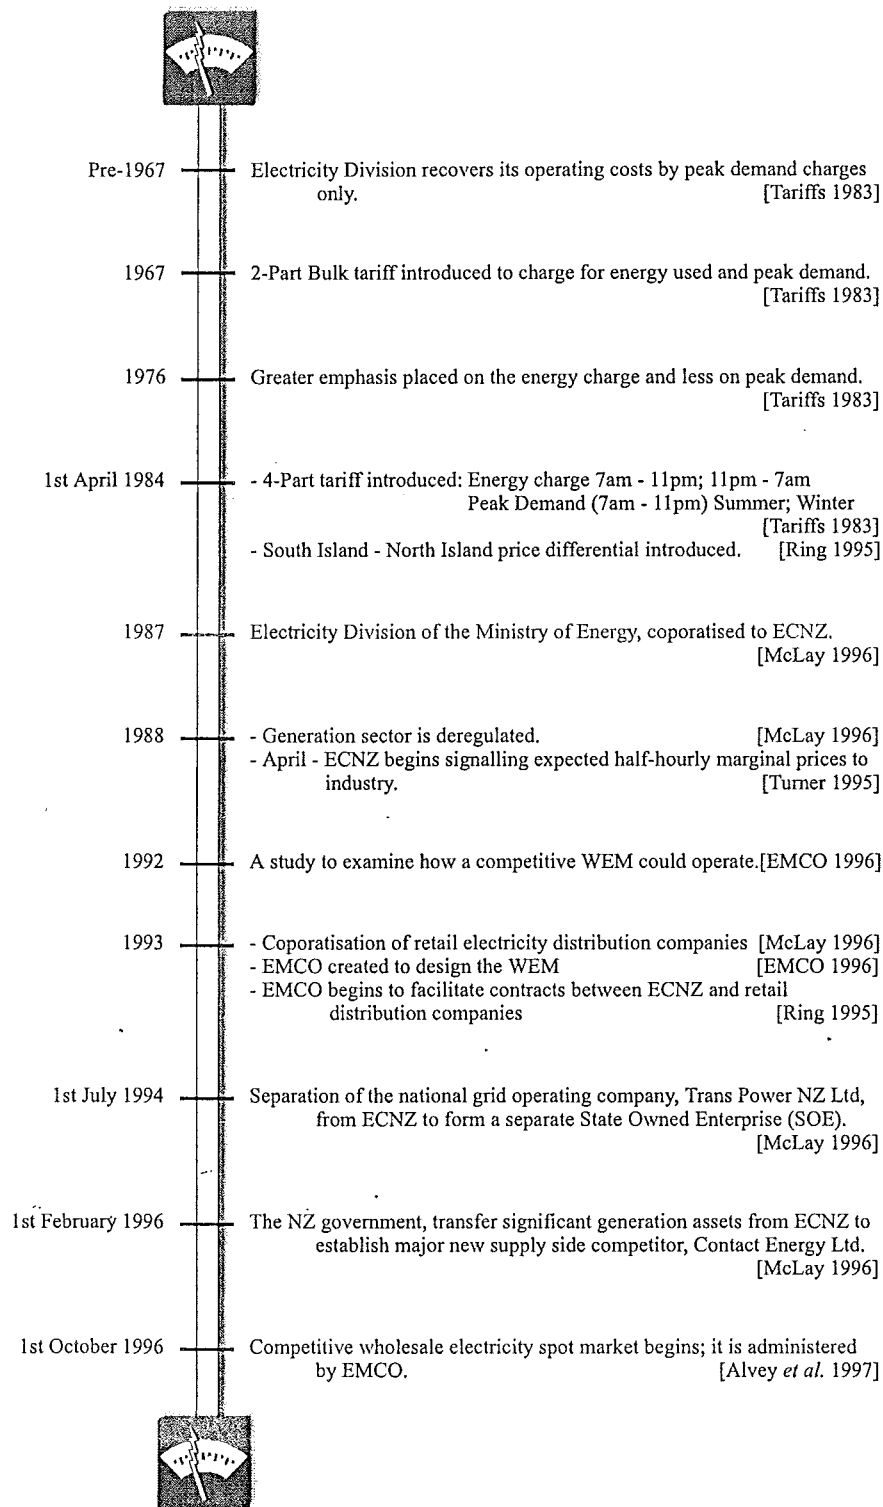 Pre-1967 Electricity Division recovers its operating costs by peak demand charges
only. [Tariffs 1983]
1967 2-Part Bulk tariff introduced to charge for energy used and peak demand.
[Tariffs 1983]
1976 Greater emphasis placed on the energy charge and less on peak demand.
[Tariffs 1983]
1st April 1984 - 4-Part tariff introduced: Energy charge 7am - 11pm; 11pm - 7am
Peak Demand (7am - 11pm) Summer; Winter
[Tariffs 1983]
- South Island - North Island price differential introduced. [Ring 1995]
1987 Electricity Division of the Ministry of Energy, coporatised to ECNZ.
[McLay 1996]
1988 - Generation sector is deregulated. [McLay 1996]
- April - ECNZ begins signalling expected half-hourly marginal prices to
industry. [Turner 1995]
1992 A study to examine how a competitive WEM could operate.[EMCO 1996]
1993 - Coporatisation of retail electricity distribution companies [McLay 1996]
- EMCO created to design the WEM [EMCO 1996]
- EMCO begins to facilitate contracts between ECNZ and retail
distribution companies [Ring 1995]
1st July 1994 Separation of the national grid operating company, Trans Power NZ Ltd,
from ECNZ to form a separate State Owned Enterprise (SOE).
[McLay 1996]
1st February 1996 The NZ government, transfer significant generation assets from ECNZ to
establish major new supply side competitor, Contact Energy Ltd.
[McLay 1996]
1st October 1996 Competitive wholesale electricity spot market begins; it is administered
by EMCO. [Alvey et al. 1997]